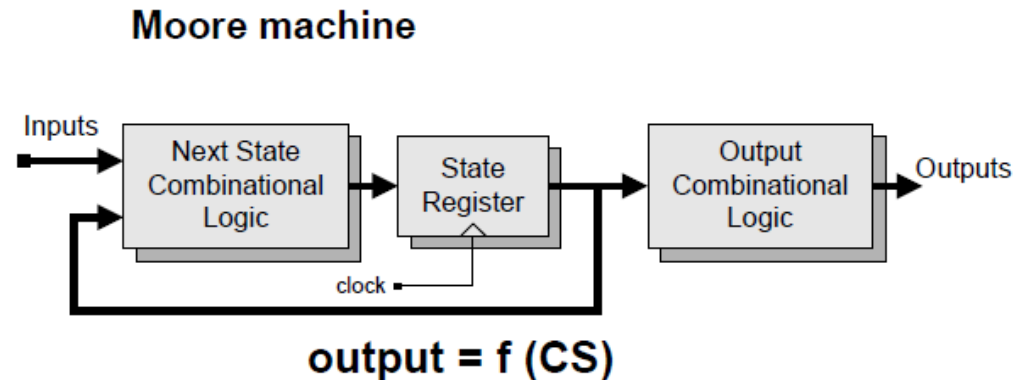 Moore machine
Inputs
Next State
Combinational
Logic
State
Register
Output
Combinational
Logic
Outputs
clock
output = f (CS)